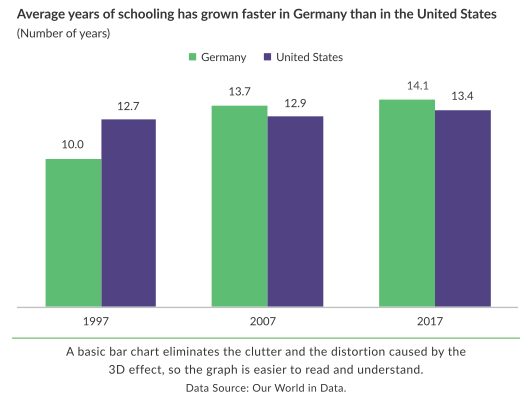 Average years of schooling has grown faster in Germany than in the United States
(Number of years)
Germany United States
10.0 12.7 13.7 12.9 14.1 13.4
1997 2007 2017
A basic bar chart eliminates the clutter and the distortion caused by the
3D effect, so the graph is easier to read and understand.
Data Source: Our World in Data.